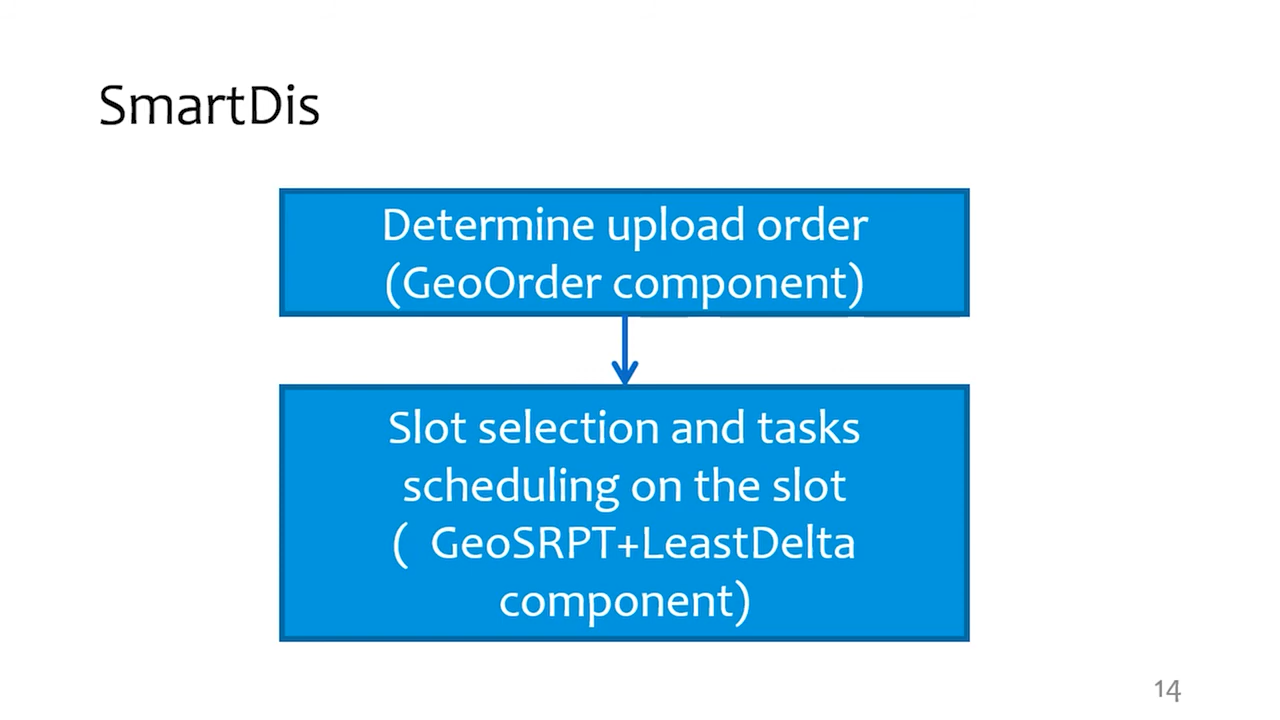 SmartDis
Determine upload order
(GeoOrder component)
Slot selection and tasks
scheduling on the slot
( GeoSRPT+LeastDelta
component)
14